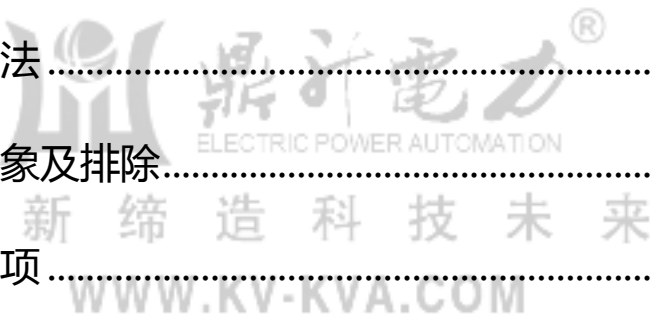 ®
鼎升電力
法........................................................
ELECTRIC POWER AUTOMATION
象及排除..............................................
新缔造科技未来
项........................................................
WWW.KV-KVA.COM